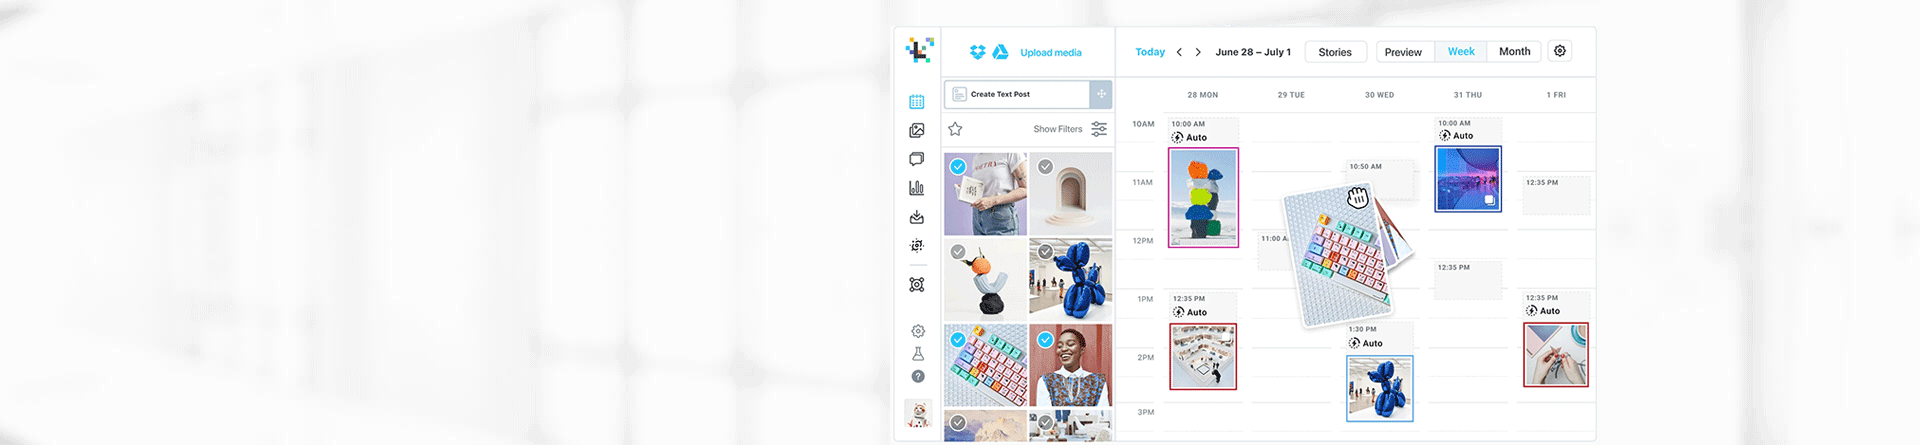 Upload media
Today
June 28 – July 1
Stories
Preview
Week
Month
Create Text Post
Show Filters
28 MON
29 TUE
30 WED
31 THU
1 FRI
10AM
11AM
12PM
1PM
2PM
3PM
10:00 AM
Auto
12:35 PM
Auto
11:00 A
10:50 AM
1:30 PM
Auto
10:00 AM
Auto
12:35 PM
12:35 PM
12:35 PM
Auto